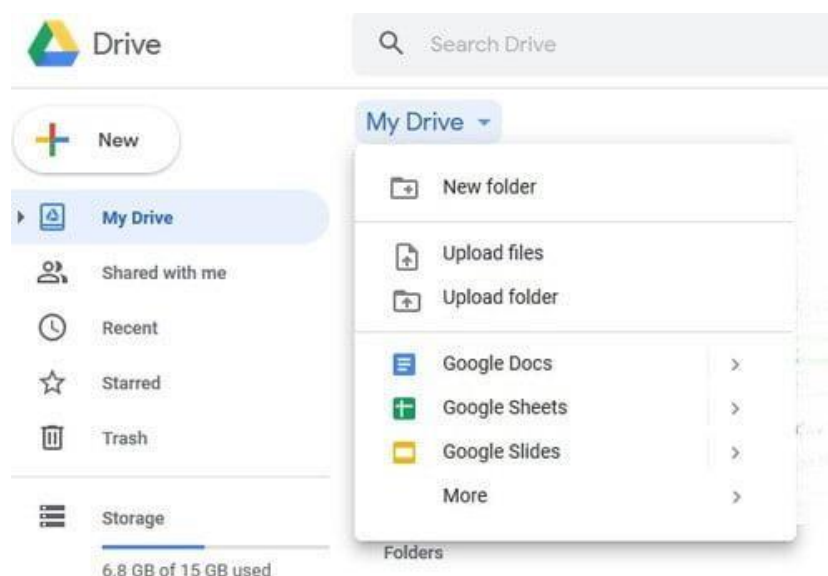 Drive
Search Drive
New
My Drive
Shared with me
Recent
Starred
Trash
Storage
6.8 GB of 15 GB used
My Drive
New folder
Upload files
Upload folder
Google Docs
Google Sheets
Google Slides
More
Folders